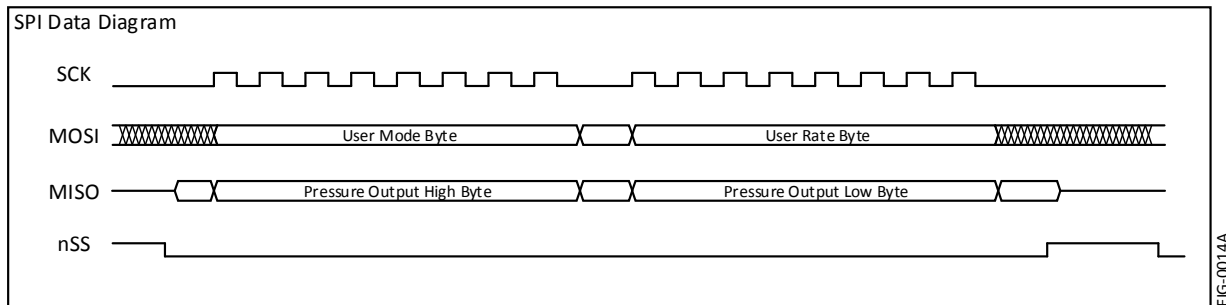 SPI Data Diagram
SCK
MOSI
User Mode Byte
User Rate Byte
MISO
Pressure Output High Byte
Pressure Output Low Byte
nSS
FIG-0014A